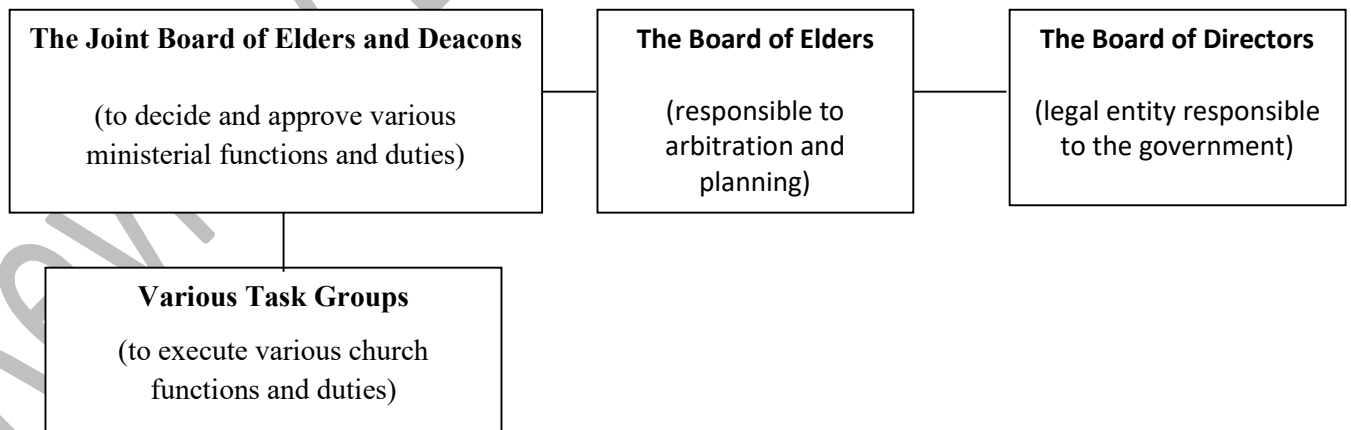 The Joint Board of Elders and Deacons
(to decide and approve various
ministerial functions and duties)
The Board of Elders
(responsible to
arbitration and
planning)
The Board of Directors
(legal entity responsible
to the government)
Various Task Groups
(to execute various church
functions and duties)